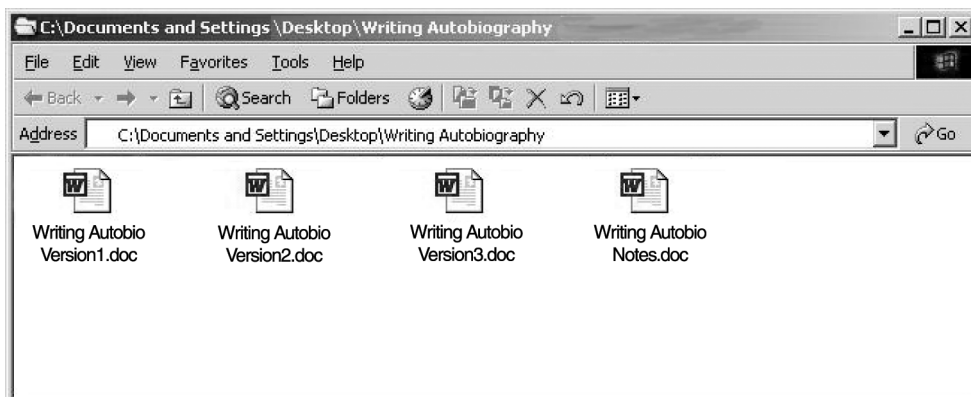 C:\Documents and Settings \Desktop\Writing Autobiography
File Edit View Favorites Tools Help
Back Search Folders
Address C:\Documents and Settings\Desktop\Writing Autobiography Go
Writing Autobio Writing Autobio Writing Autobio Writing Autobio
Version1.doc Version2.doc Version3.doc Notes.doc